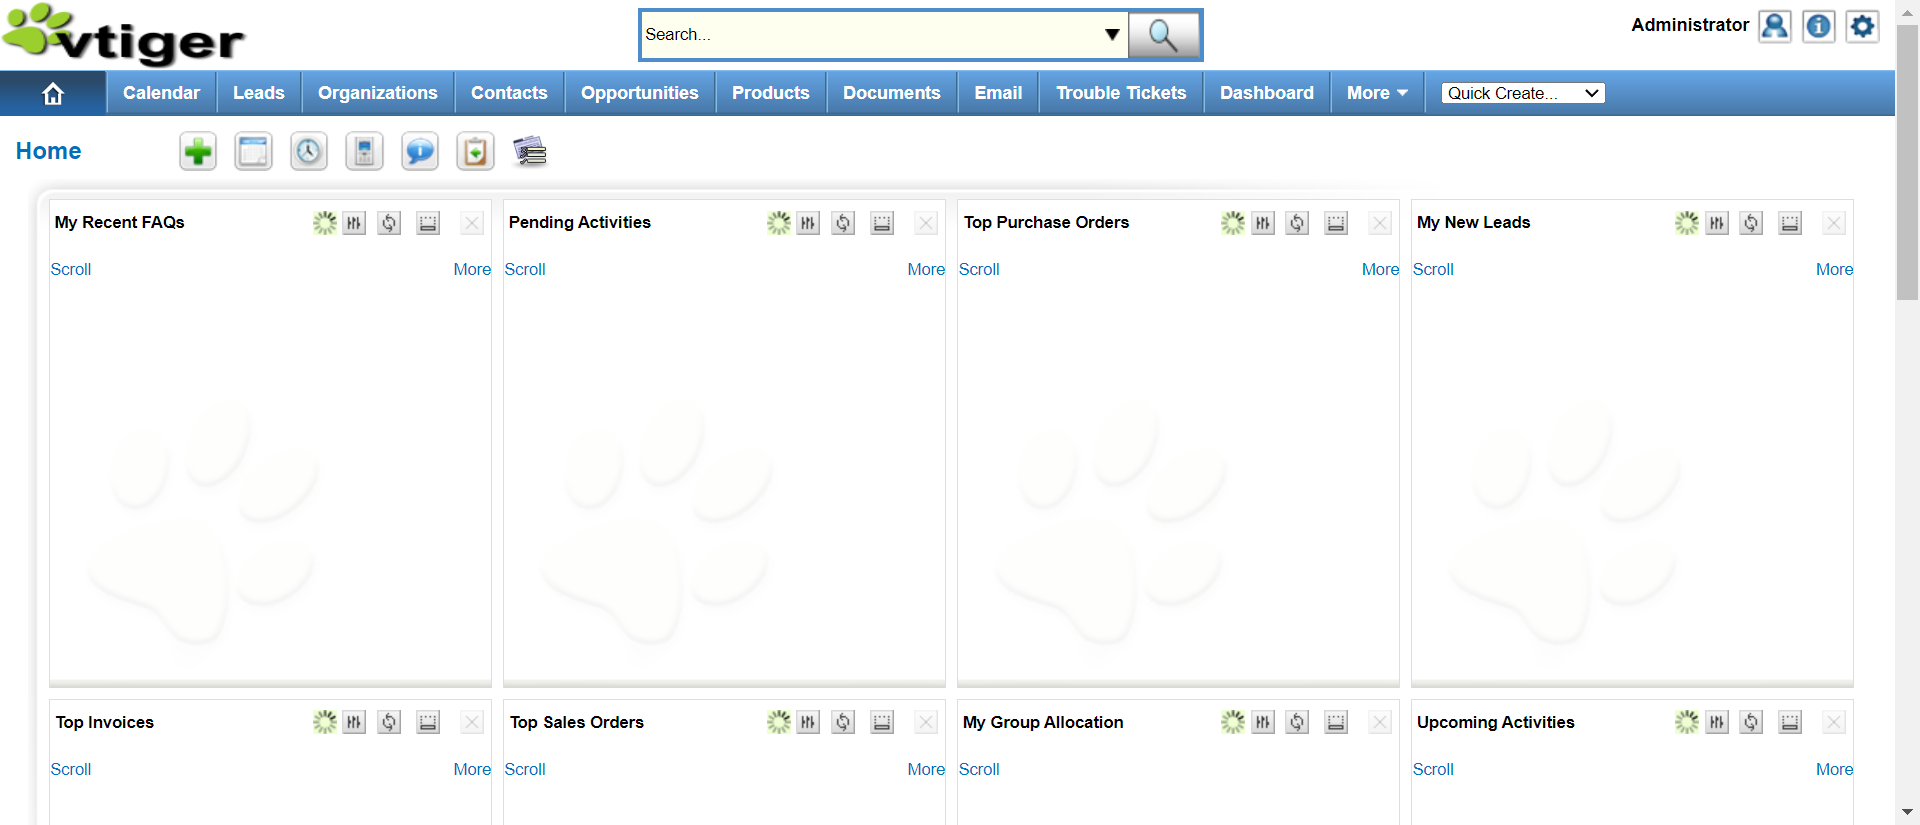 vtiger
Search...
Administrator
Calendar Leads Organizations Contacts Opportunities Products Documents Email Trouble Tickets Dashboard More Quick Create...
Home
My Recent FAQs Pending Activities Top Purchase Orders My New Leads
Scroll More Scroll More Scroll More Scroll More
Top Invoices Top Sales Orders My Group Allocation Upcoming Activities
Scroll More Scroll More Scroll Scroll More